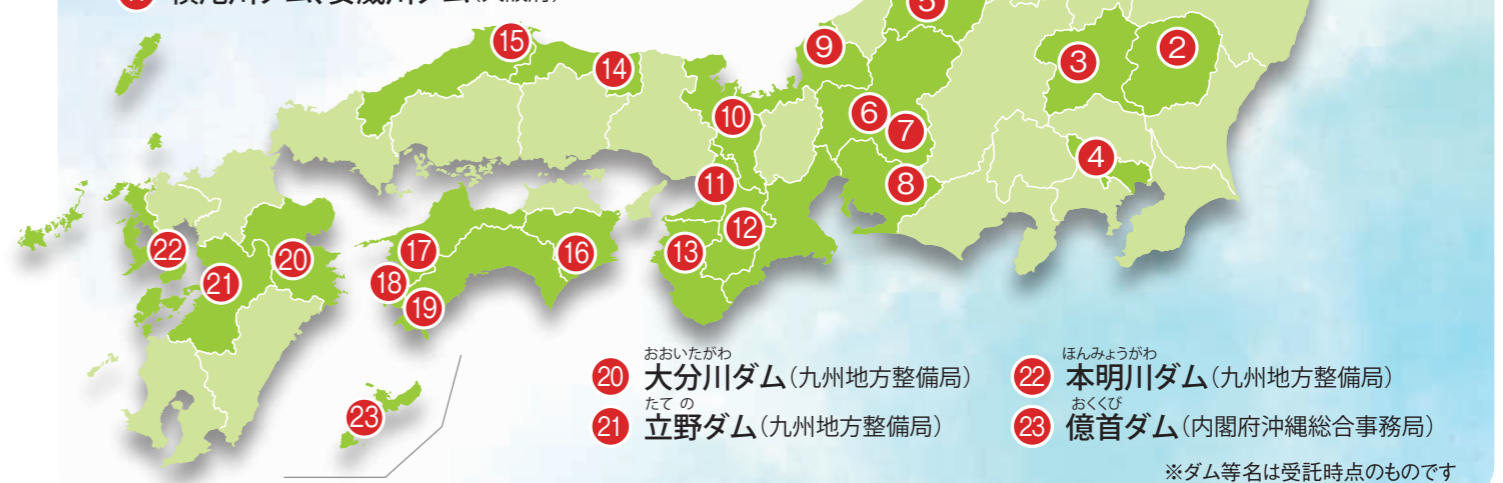 5
15
9
2
3
14
10
6
7
4
11
8
12
22
17
13
16
20
21
18
19
23
おおいたがわ
20 大分川ダム(九州地方整備局)
たての
21 立野ダム(九州地方整備局)
ほんみょうがわ
22 本明川ダム(九州地方整備局)
おくくび
23 億首ダム(内閣府沖縄総合事務局)
※ダム等名は受託時点のものです